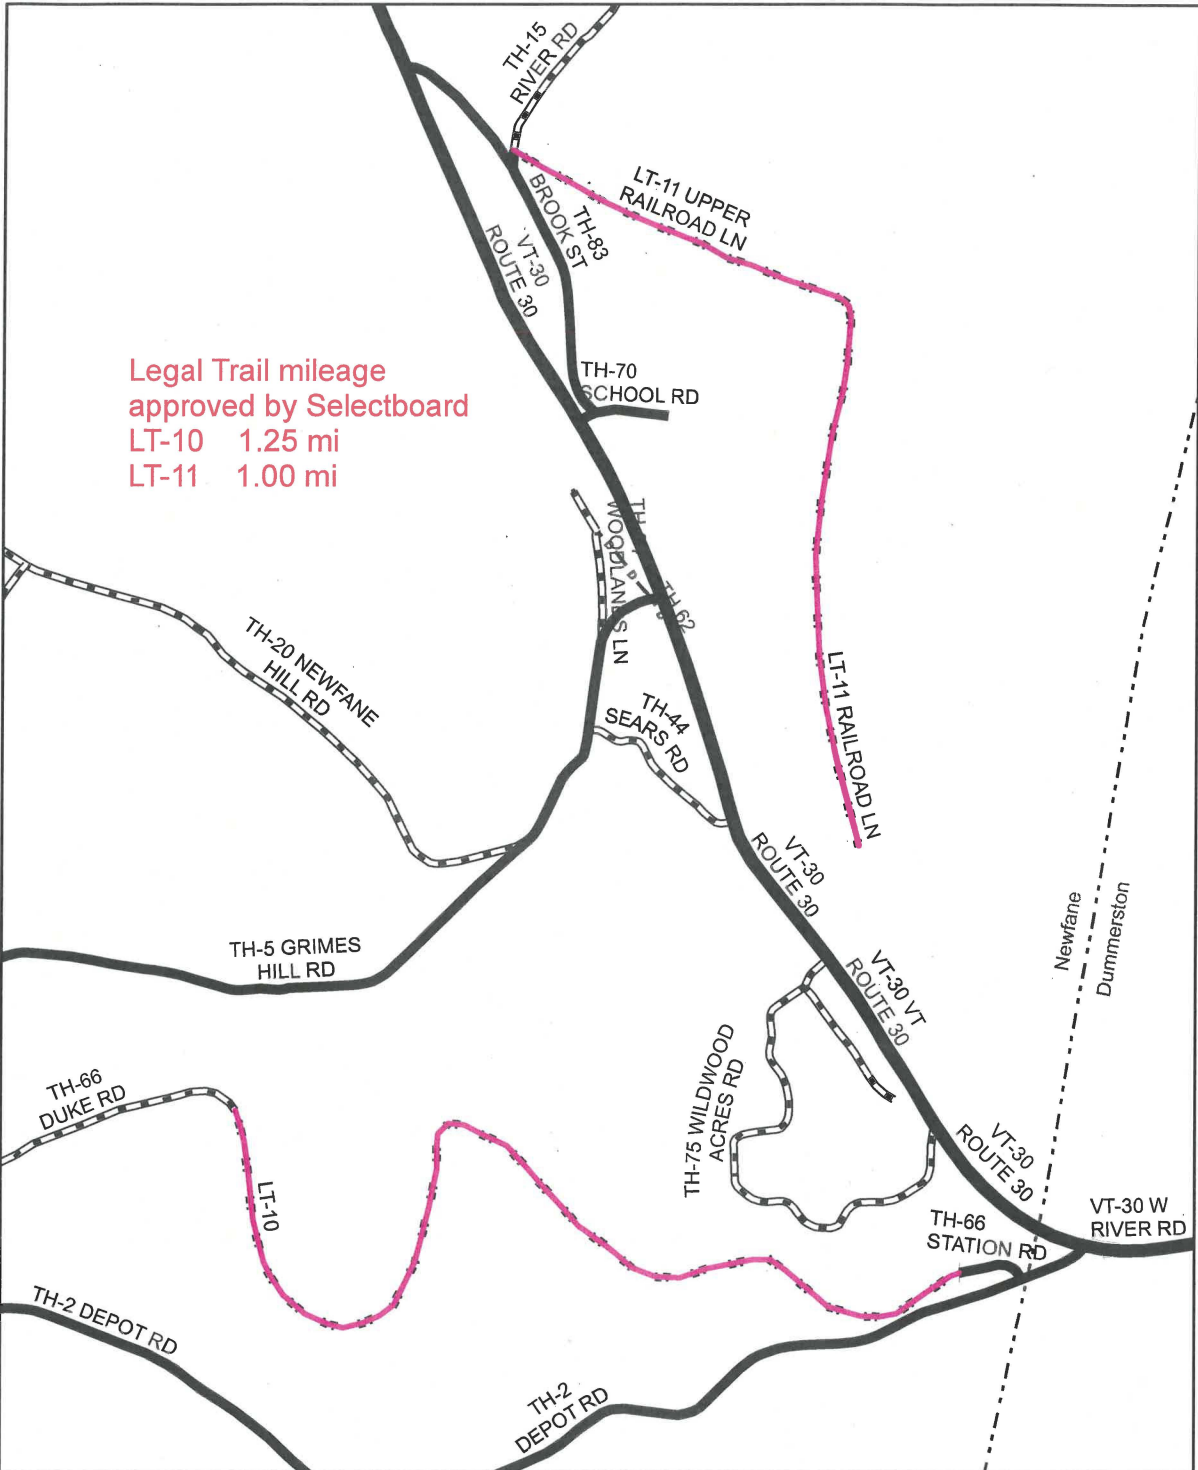 TH-15
RIVER RD
LT-11 UPPER
RAILROAD LN
TH-83
BROOK ST
VT-30
ROUTE 30
TH-70
SCHOOL RD
Legal Trail mileage
approved by Selectboard
LT-10 1.25 mi
LT-11 1.00 mi
WOODLANDS LN
TH-62
TH-20 NEWFANE
HILL RD
TH-44
SEARS RD
LT-11 RAILROAD LN
VT-30
ROUTE 30
TH-5 GRIMES
HILL RD
Newfane
Dummerston
VT-30 VT
ROUTE 30
TH-75 WILDWOOD
ACRES RD
TH-66
DUKE RD
VT-30
ROUTE 30
LT-10
TH-66
STATION RD
VT-30 W
RIVER RD
TH-2 DEPOT RD
TH-2
DEPOT RD